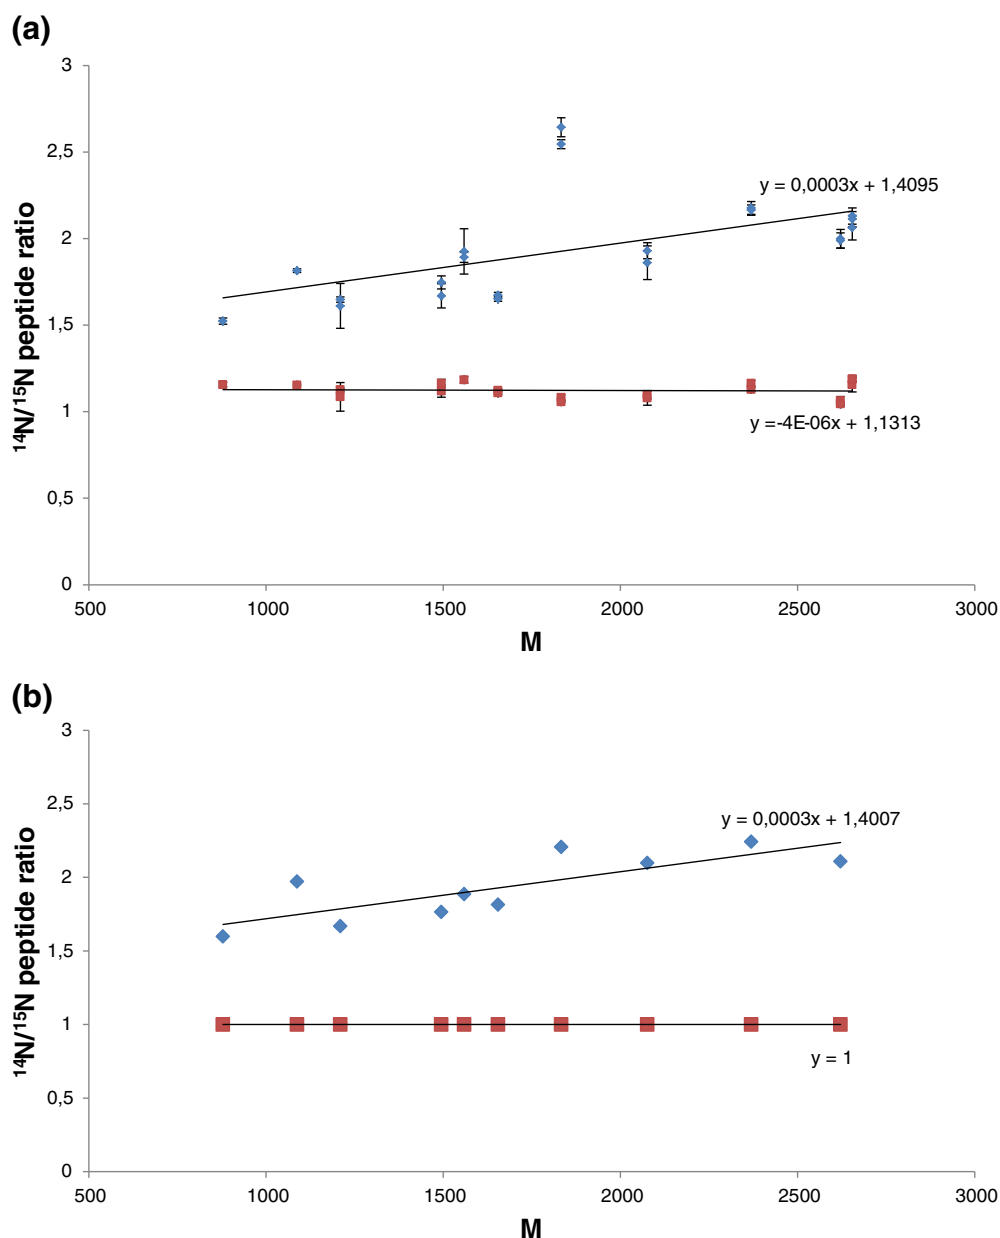 (a)
3
2,5
y = 0,0003x + 1,4095
2
1,5
1
y =-4E-06x + 1,1313
0,5
0
500 1000 1500 2000 2500 3000
¹⁴N/¹⁵N peptide ratio
M
(b)
3
2,5
y = 0,0003x + 1,4007
2
1,5
1
y = 1
0,5
0
500 1000 1500 2000 2500 3000
¹⁴N/¹⁵N peptide ratio
M